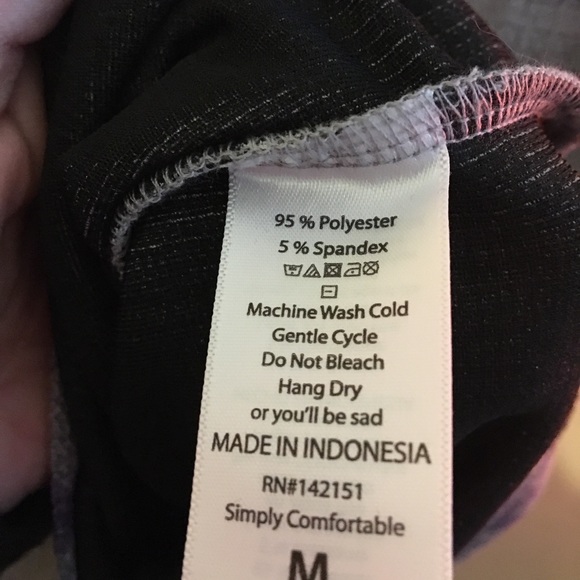 95 % Polyester
5 % Spandex
Machine Wash Cold
Gentle Cycle
Do Not Bleach
Hang Dry
or you'll be sad
MADE IN INDONESIA
RN#142151
Simply Comfortable
M